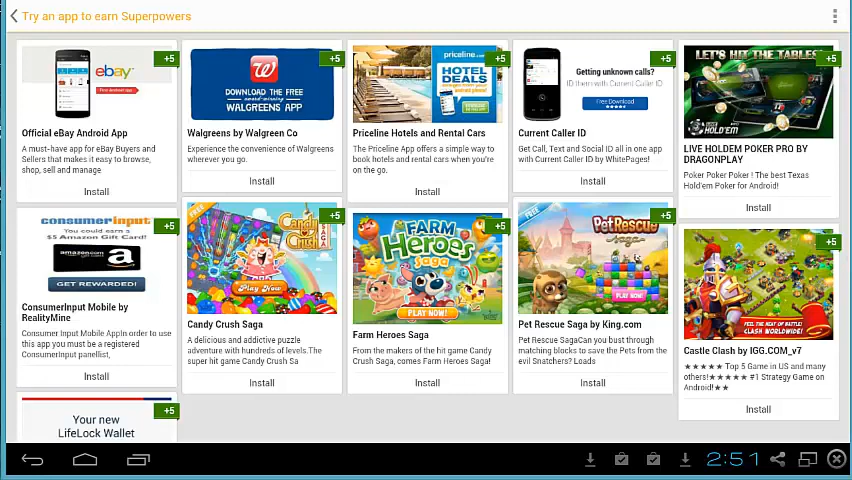 Try an app to earn Superpowers
+5
ebay
Official eBay Android App
A must-have app for eBay Buyers and
Sellers that makes it easy to browse,
shop, sell and manage
Install
+5
W
DOWNLOAD THE FREE
WALGREENS APP
Walgreens by Walgreen Co
Experience the convenience of Walgreens
wherever you go.
Install
+5
priceline.com
HOTEL
DEALS
Priceline Hotels and Rental Cars
The Priceline App offers a simple way to
book hotels and rental cars when you're
on the go.
Install
+5
Getting unknown calls?
ID them with Current Caller ID
Free Download
Current Caller ID
Get Call, Text and Social ID all in one app
with Current Caller ID by WhitePages!
Install
+5
LET'S HIT THE TABLES!
LIVE HOLD'EM
LIVE HOLDEM POKER PRO BY
DRAGONPLAY
Poker Poker Poker ! The best Texas
Hold'em Poker for Android!
Install
+5
consumerinput
You could earn a
$5 Amazon Gift Card!
amazon.com
GET REWARDED!
ConsumerInput Mobile by
RealityMine
Consumer Input Mobile AppIn order to use
this app you must be a registered
ConsumerInput panellist,
Install
+5
FREE
Candy
Crush
SAGA
Play Now
Candy Crush Saga
A delicious and addictive puzzle
adventure with hundreds of levels.The
super hit game Candy Crush Sa
Install
+5
FARM
Heroes
Saga
PLAY NOW!
Farm Heroes Saga
From the makers of the hit game Candy
Crush Saga, comes Farm Heroes Saga!
Install
+5
FREE
Pet Rescue
Saga
PLAY NOW!
Pet Rescue Saga by King.com
Pet Rescue SagaCan you bust through
matching blocks to save the Pets from the
evil Snatchers? Loads
Install
+5
FEEL THE HEAT OF BATTLE!
CLASH WORLDWIDE!
Castle Clash by IGG.COM_v7
★★★★★ Top 5 Game in US and many
others!★★★★★ #1 Strategy Game on
Android!★★
Install
+5
Your new
LifeLock Wallet
2:51